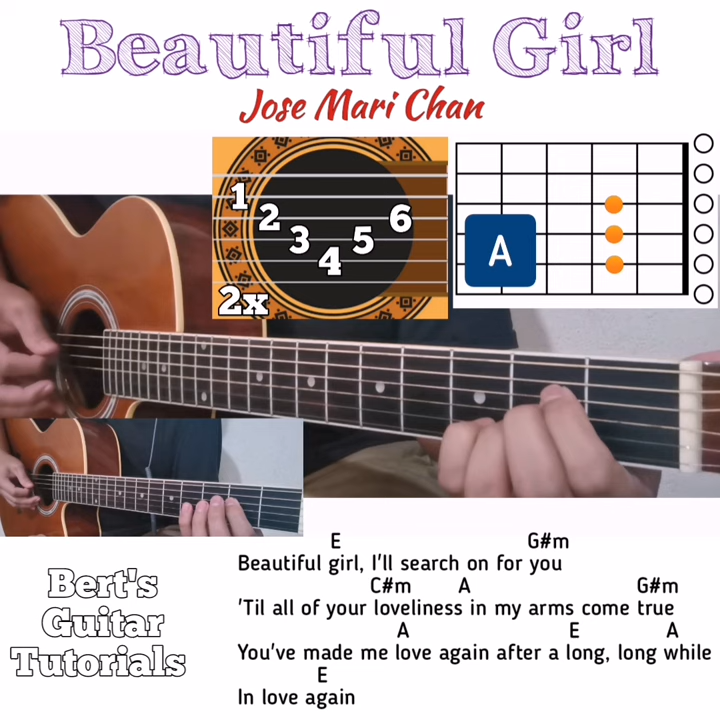 Beautiful Girl
Jose Mari Chan
1
2
3
4
5
6
2x
A
E G#m
Beautiful girl, I'll search on for you
C#m A G#m
'Til all of your loveliness in my arms come true
A E A
You've made me love again after a long, long while
E
In love again
Bert's
Guitar
Tutorials